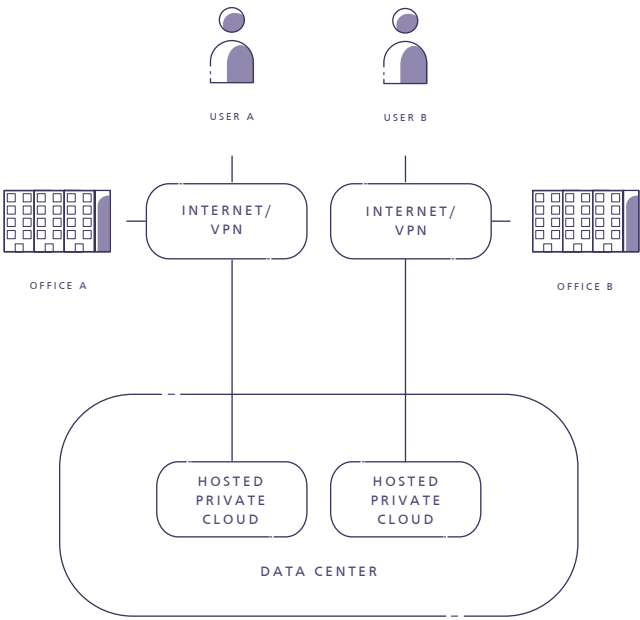 USER A
USER B
INTERNET/
VPN
INTERNET/
VPN
OFFICE A
OFFICE B
HOSTED
PRIVATE
CLOUD
HOSTED
PRIVATE
CLOUD
DATA CENTER